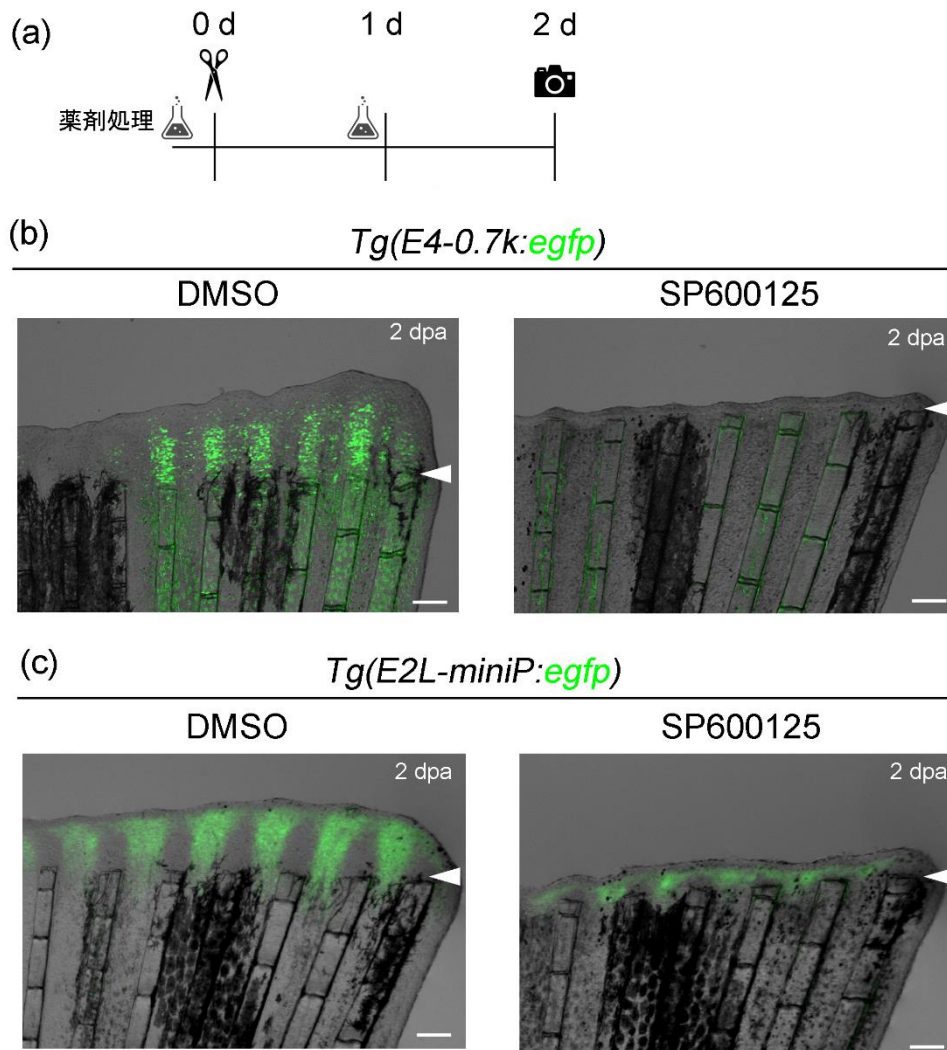 (a)
0 d 1 d 2 d
薬剤処理
(b)
Tg(E4-0.7k:egfp)
DMSO SP600125
2 dpa 2 dpa
(c)
Tg(E2L-miniP:egfp)
DMSO SP600125
2 dpa 2 dpa